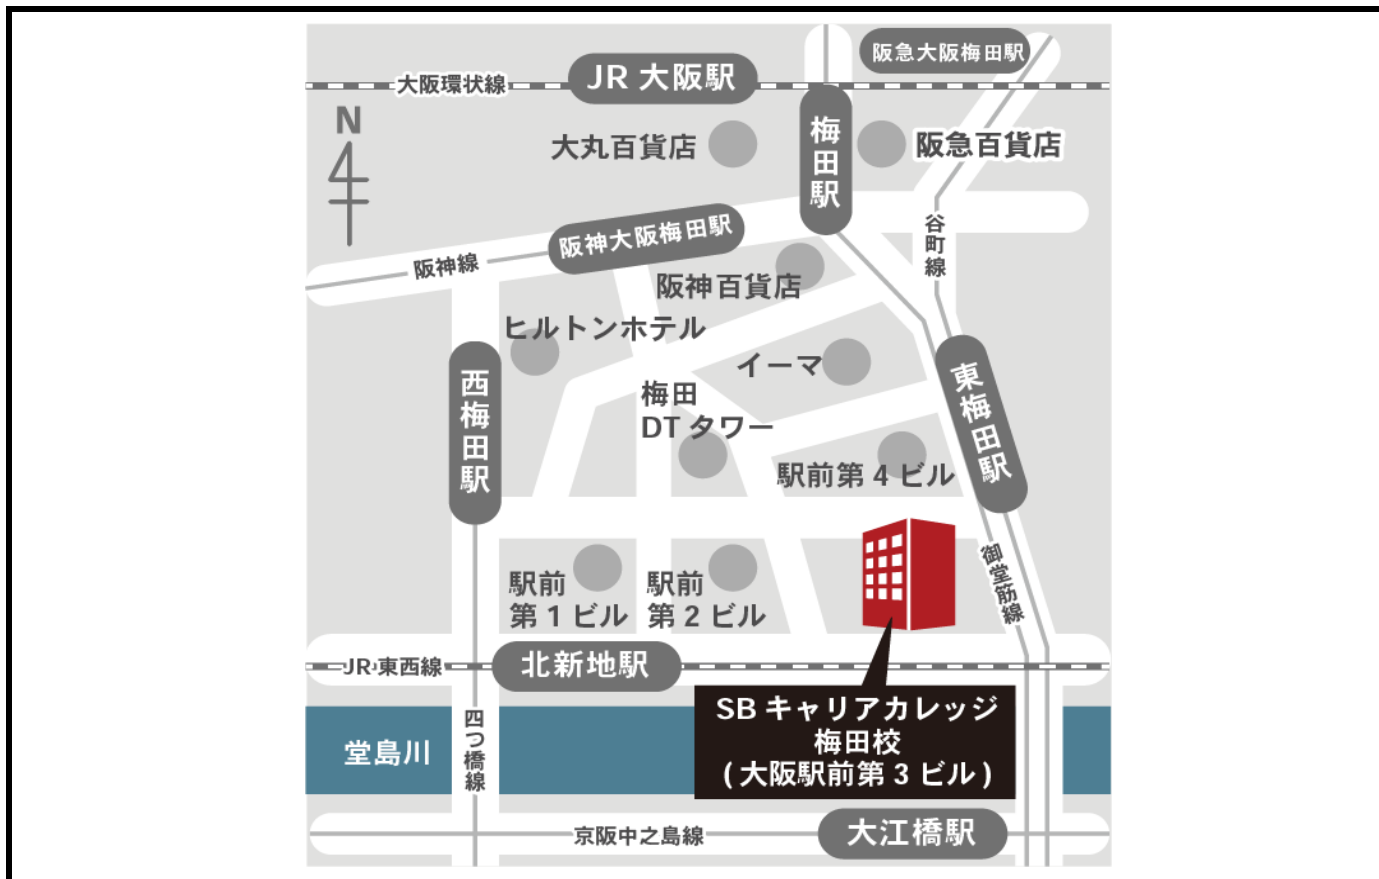 阪急大阪梅田駅
JR 大阪駅
大阪環状線
N
梅田駅
大丸百貨店
阪急百貨店
谷町線
阪神大阪梅田駅
阪神線
阪神百貨店
ヒルトンホテル
イーマ
西梅田駅
東梅田駅
梅田
DT タワー
駅前第 4 ビル
御堂筋線
駅前
第 1 ビル
駅前
第 2 ビル
JR 東西線
北新地駅
SB キャリアカレッジ
梅田校
( 大阪駅前第 3 ビル )
四つ橋線
堂島川
京阪中之島線
大江橋駅